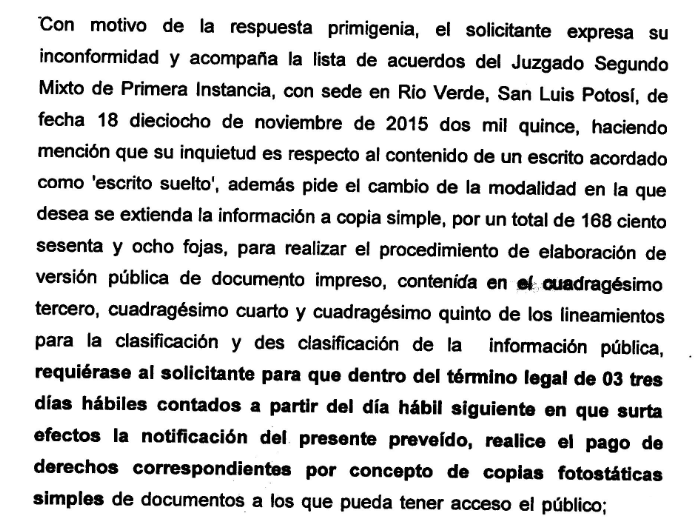 Con motivo de la respuesta primigenia, el solicitante expresa su
inconformidad y acompaña la lista de acuerdos del Juzgado Segundo
Mixto de Primera Instancia, con sede en Rio Verde, San Luis Potosí, de
fecha 18 dieciocho de noviembre de 2015 dos mil quince, haciendo
mención que su inquietud es respecto al contenido de un escrito acordado
como 'escrito suelto', además pide el cambio de la modalidad en la que
desea se extienda la información a copia simple, por un total de 168 ciento
sesenta y ocho fojas, para realizar el procedimiento de elaboración de
versión pública de documento impreso, contenida en el cuadragésimo
tercero, cuadragésimo cuarto y cuadragésimo quinto de los lineamientos
para la clasificación y des clasificación de la información pública,
requiérase al solicitante para que dentro del término legal de 03 tres
días hábiles contados a partir del día hábil siguiente en que surta
efectos la notificación del presente preveído, realice el pago de
derechos correspondientes por concepto de copias fotostáticas
simples de documentos a los que pueda tener acceso el público;